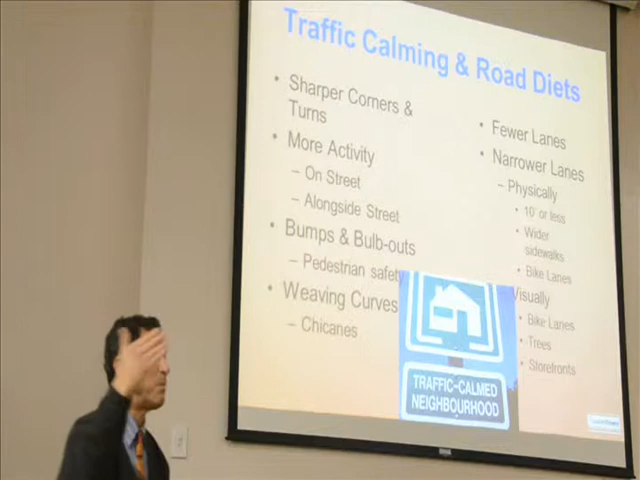 Traffic Calming & Road Diets
• Sharper Corners &
Turns
• More Activity
– On Street
– Alongside Street
• Bumps & Bulb-outs
– Pedestrian safety
• Weaving Curves
– Chicanes
• Fewer Lanes
• Narrower Lanes
– Physically
• 10' or less
• Wider
sidewalks
• Bike Lanes
Visually
• Bike Lanes
• Trees
• Storefronts
TRAFFIC-CALMED
NEIGHBOURHOOD